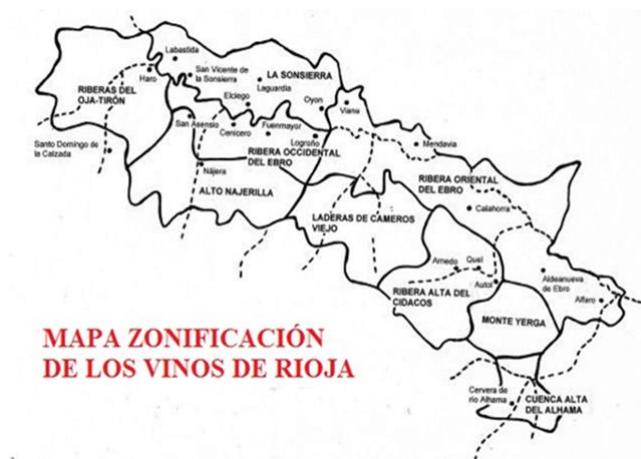 Labastida
San Vicente de
la Sonsierra
LA SONSIERRA
Haro
Laguardia
RIBERAS DEL
OJA-TIRÓN
Elciego
Oyon
Viana
San Asensio
Cenicero
Fuenmayor
Logroño
Mendavia
Santo Domingo de
la Calzada
RIBERA OCCIDENTAL
DEL EBRO
Nájera
ALTO NAJERILLA
RIBERA ORIENTAL
DEL EBRO
Calahorra
LADERAS DE CAMEROS
VIEJO
Arnedo
Quel
Autol
Aldeanueva
de Ebro
Alfaro
RIBERA ALTA DEL
CIDACOS
MONTE YERGA
MAPA ZONIFICACIÓN
DE LOS VINOS DE RIOJA
Cervera de
rio Alhama
CUENCA ALTA
DEL ALHAMA